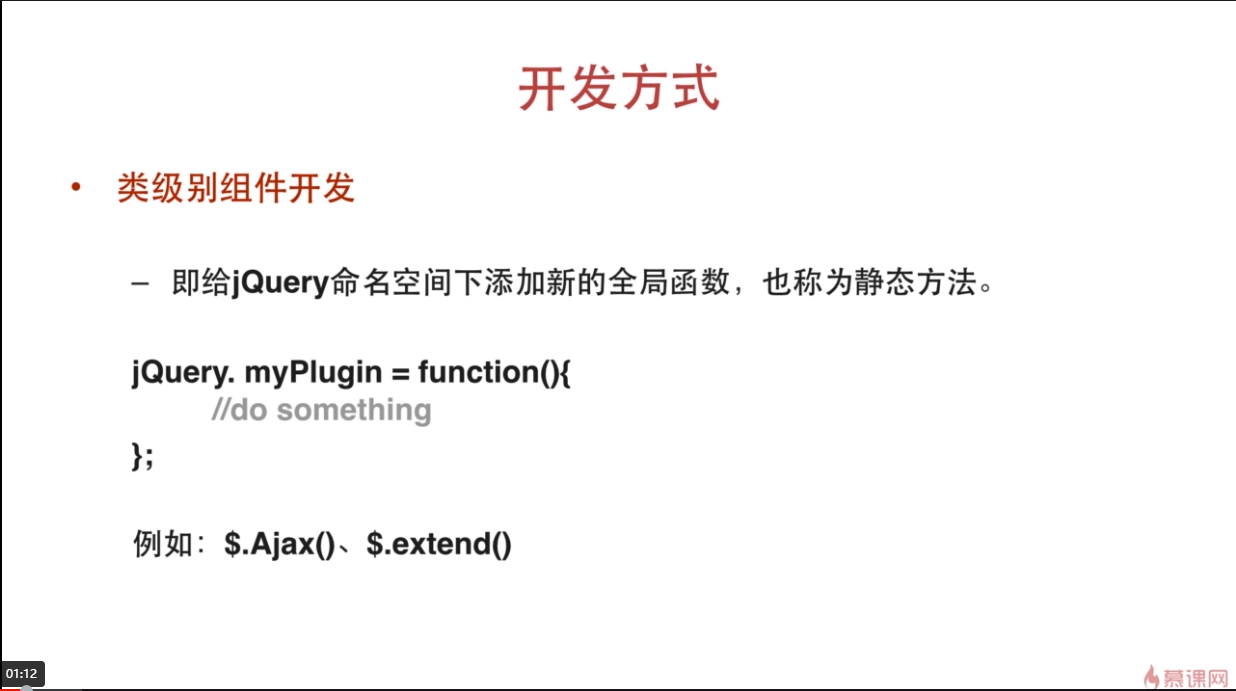 开发方式
• 类级别组件开发
– 即给jQuery命名空间下添加新的全局函数，也称为静态方法。
jQuery. myPlugin = function(){
//do something
};
例如：$.Ajax()、$.extend()
01:12
慕课网